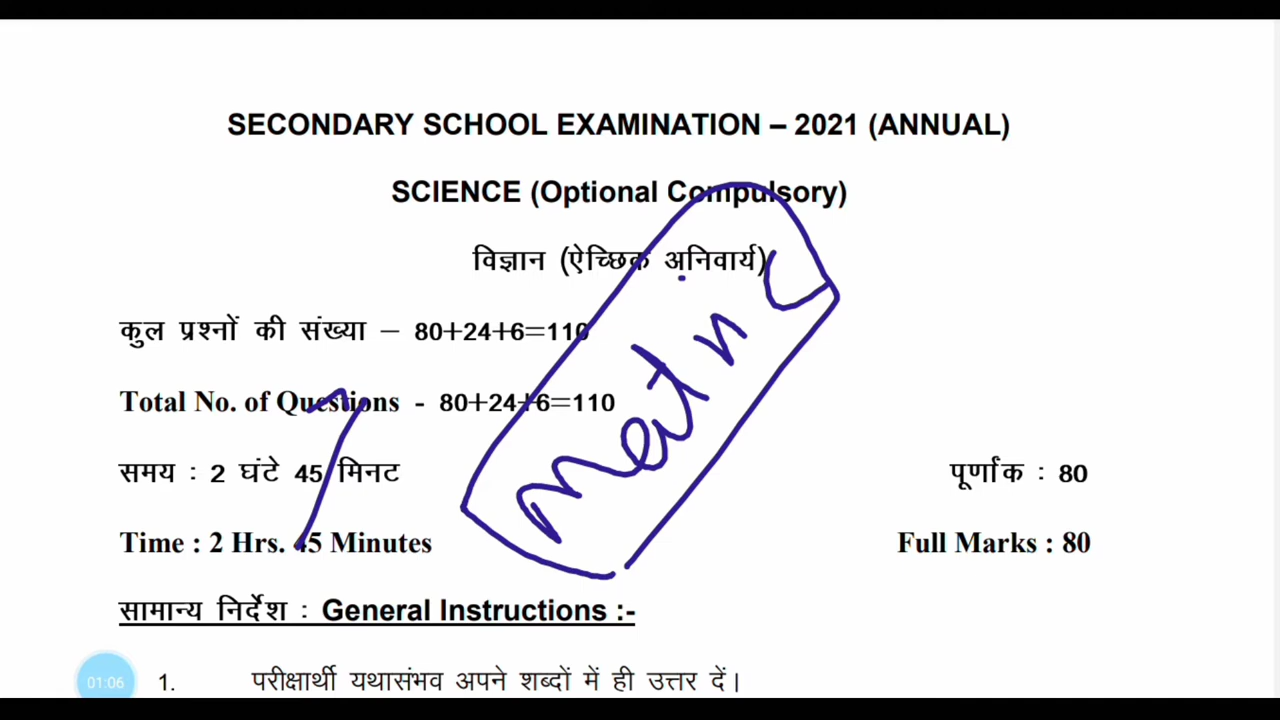 SECONDARY SCHOOL EXAMINATION – 2021 (ANNUAL)
SCIENCE (Optional Compulsory)
विज्ञान (ऐच्छिक अनिवार्य)
कुल प्रश्नों की संख्या – 80+24+6=110
Total No. of Questions - 80+24+6=110
समय : 2 घंटे 45 मिनट पूर्णांक : 80
Time : 2 Hrs. 45 Minutes Full Marks : 80
सामान्य निर्देश : General Instructions :-
1. परीक्षार्थी यथासंभव अपने शब्दों में ही उत्तर दें।
01:06